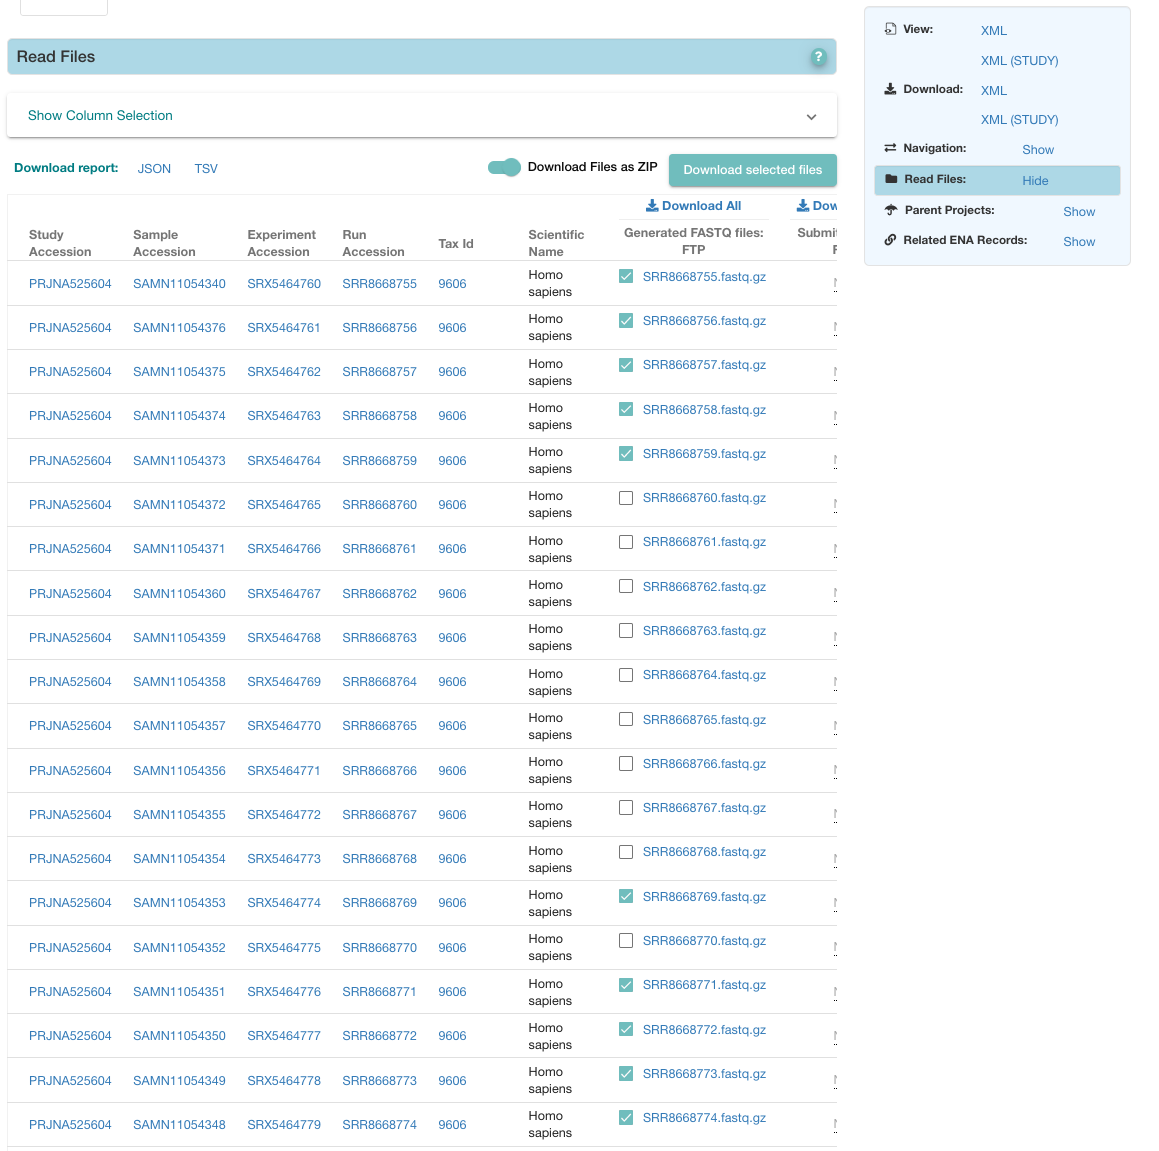 Read Files
?
Show Column Selection
Download report: JSON TSV
Download Files as ZIP
Download selected files
Download All
Study Accession
Sample Accession
Experiment Accession
Run Accession
Tax Id
Scientific Name
Generated FASTQ files: FTP
PRJNA525604 SAMN11054340 SRX5464760 SRR8668755 9606 Homo sapiens SRR8668755.fastq.gz
PRJNA525604 SAMN11054376 SRX5464761 SRR8668756 9606 Homo sapiens SRR8668756.fastq.gz
PRJNA525604 SAMN11054375 SRX5464762 SRR8668757 9606 Homo sapiens SRR8668757.fastq.gz
PRJNA525604 SAMN11054374 SRX5464763 SRR8668758 9606 Homo sapiens SRR8668758.fastq.gz
PRJNA525604 SAMN11054373 SRX5464764 SRR8668759 9606 Homo sapiens SRR8668759.fastq.gz
PRJNA525604 SAMN11054372 SRX5464765 SRR8668760 9606 Homo sapiens SRR8668760.fastq.gz
PRJNA525604 SAMN11054371 SRX5464766 SRR8668761 9606 Homo sapiens SRR8668761.fastq.gz
PRJNA525604 SAMN11054360 SRX5464767 SRR8668762 9606 Homo sapiens SRR8668762.fastq.gz
PRJNA525604 SAMN11054359 SRX5464768 SRR8668763 9606 Homo sapiens SRR8668763.fastq.gz
PRJNA525604 SAMN11054358 SRX5464769 SRR8668764 9606 Homo sapiens SRR8668764.fastq.gz
PRJNA525604 SAMN11054357 SRX5464770 SRR8668765 9606 Homo sapiens SRR8668765.fastq.gz
PRJNA525604 SAMN11054356 SRX5464771 SRR8668766 9606 Homo sapiens SRR8668766.fastq.gz
PRJNA525604 SAMN11054355 SRX5464772 SRR8668767 9606 Homo sapiens SRR8668767.fastq.gz
PRJNA525604 SAMN11054354 SRX5464773 SRR8668768 9606 Homo sapiens SRR8668768.fastq.gz
PRJNA525604 SAMN11054353 SRX5464774 SRR8668769 9606 Homo sapiens SRR8668769.fastq.gz
PRJNA525604 SAMN11054352 SRX5464775 SRR8668770 9606 Homo sapiens SRR8668770.fastq.gz
PRJNA525604 SAMN11054351 SRX5464776 SRR8668771 9606 Homo sapiens SRR8668771.fastq.gz
PRJNA525604 SAMN11054350 SRX5464777 SRR8668772 9606 Homo sapiens SRR8668772.fastq.gz
PRJNA525604 SAMN11054349 SRX5464778 SRR8668773 9606 Homo sapiens SRR8668773.fastq.gz
PRJNA525604 SAMN11054348 SRX5464779 SRR8668774 9606 Homo sapiens SRR8668774.fastq.gz
View: XML
XML (STUDY)
Download: XML
XML (STUDY)
Navigation: Show
Read Files: Hide
Parent Projects: Show
Related ENA Records: Show